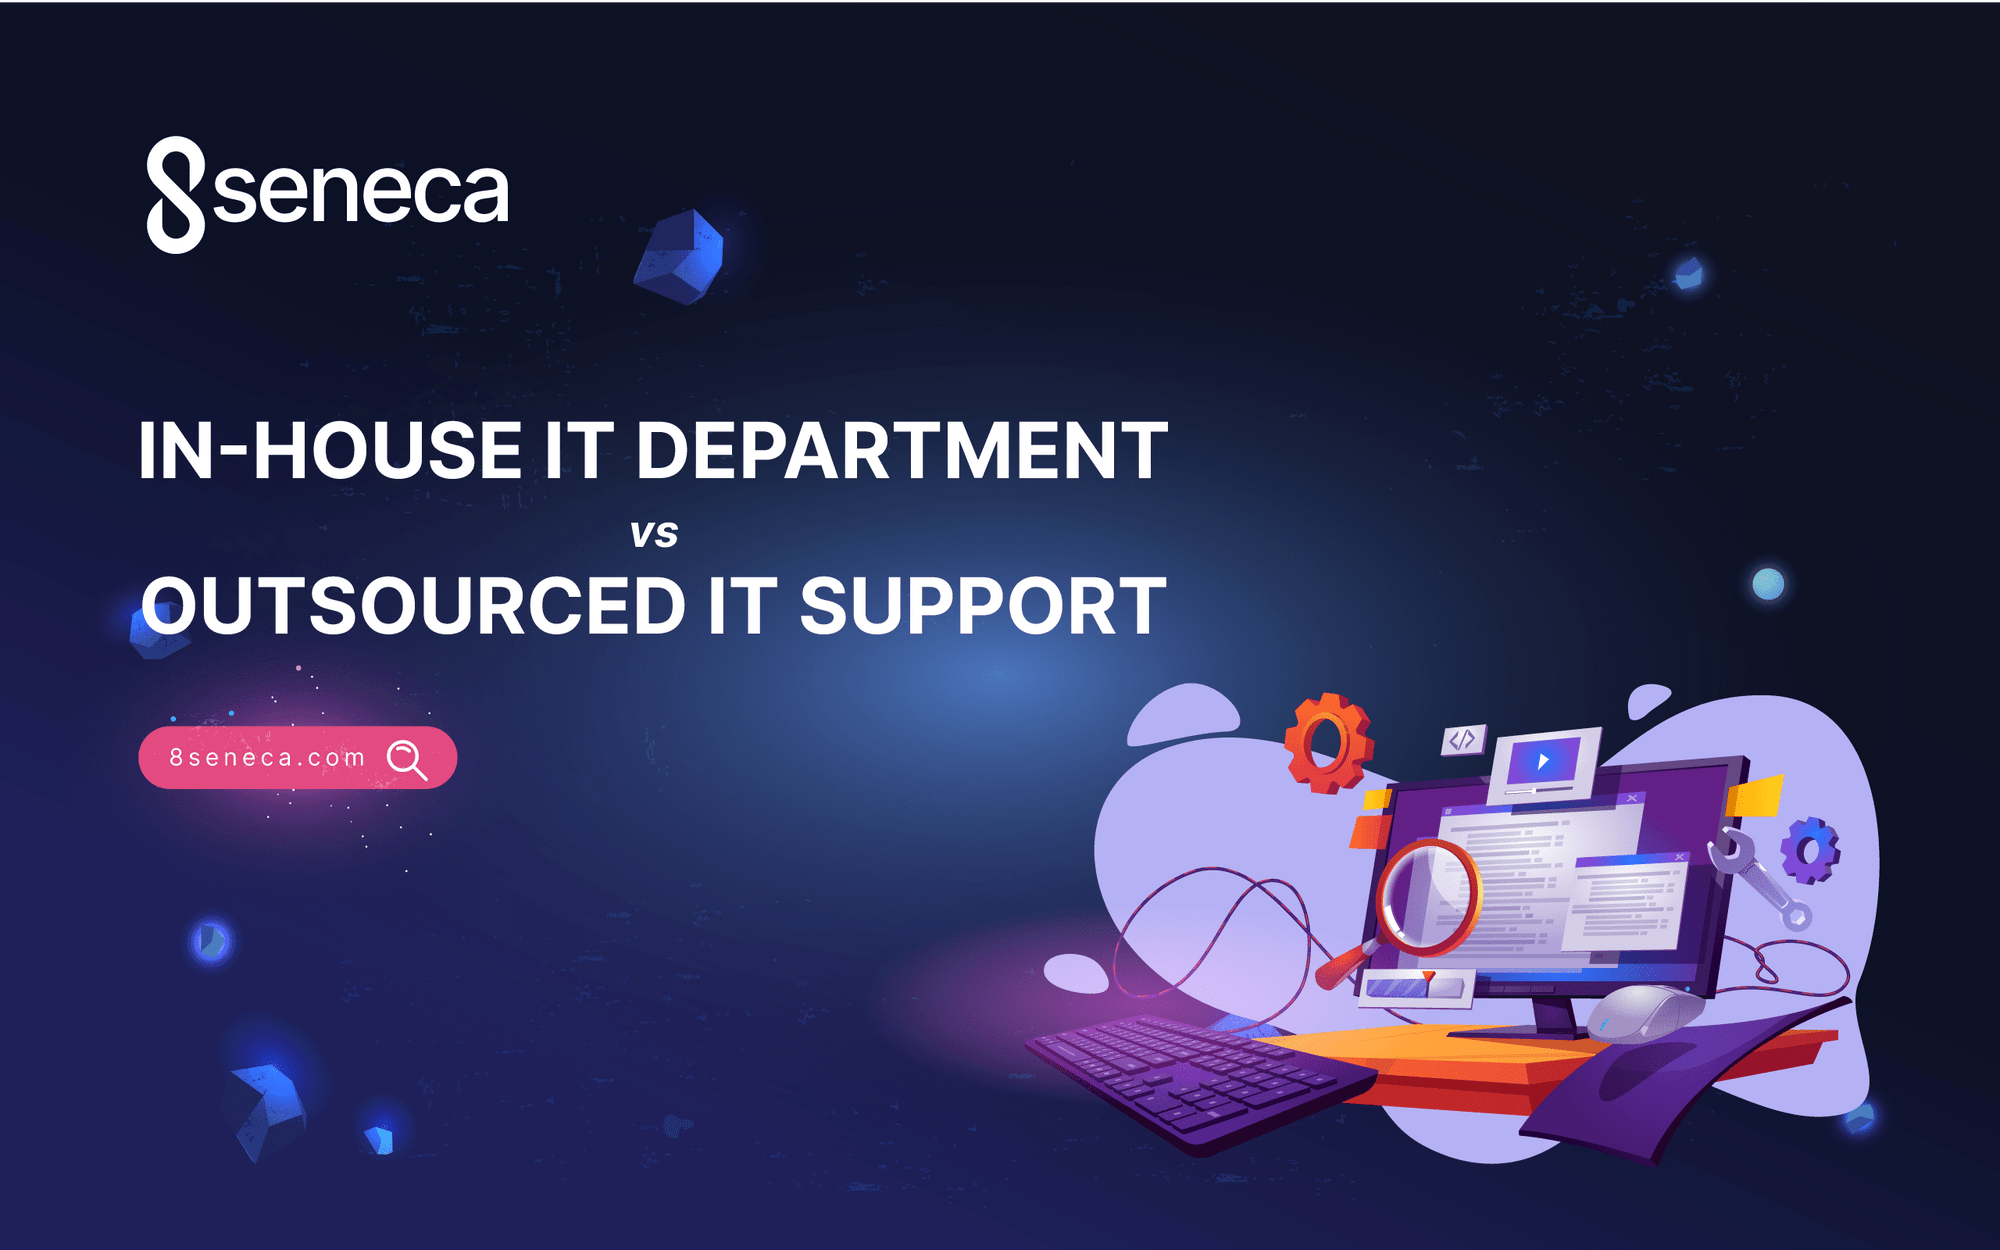 8seneca
IN-HOUSE IT DEPARTMENT
vs
OUTSOURCED IT SUPPORT
8seneca.com
</>